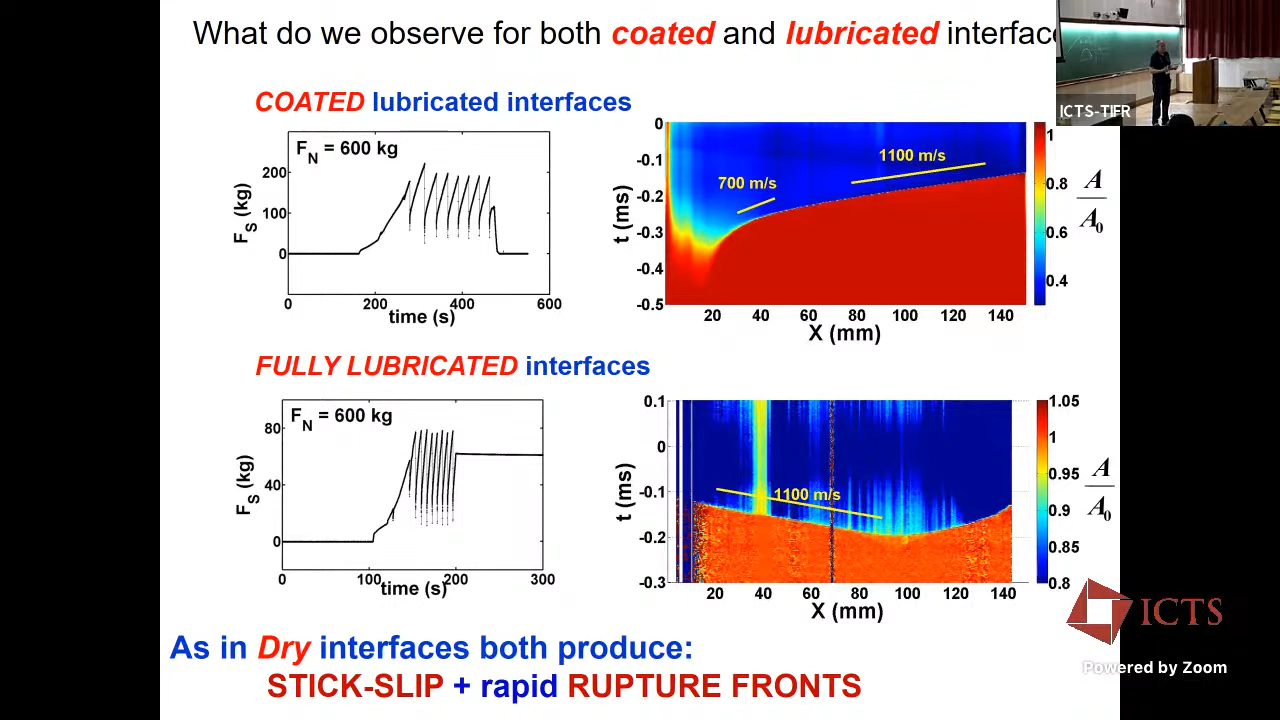 What do we observe for both coated and lubricated interfac
ICTS-TIFR
COATED lubricated interfaces
F_N = 600 kg
F_S (kg)
200
100
0
0 200 400 600
time (s)
t (ms)
0
-0.1
-0.2
-0.3
-0.4
-0.5
700 m/s
1100 m/s
20 40 60 80 100 120 140
X (mm)
1
0.8
0.6
0.4
A
A_0
FULLY LUBRICATED interfaces
F_N = 600 kg
F_S (kg)
80
40
0
0 100 200 300
time (s)
t (ms)
0.1
0
-0.1
-0.2
-0.3
1100 m/s
20 40 60 80 100 120 140
X (mm)
1.05
1
0.95
0.9
0.85
0.8
A
A_0
ICTS
Powered by Zoom
As in Dry interfaces both produce:
STICK-SLIP + rapid RUPTURE FRONTS